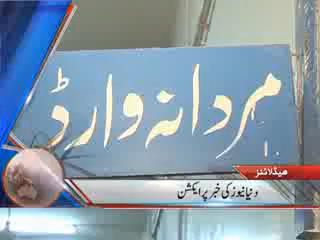 مردانہ وارڈ
ہیڈلائنز
دنیا نیوز کی خبر پر ایکشن